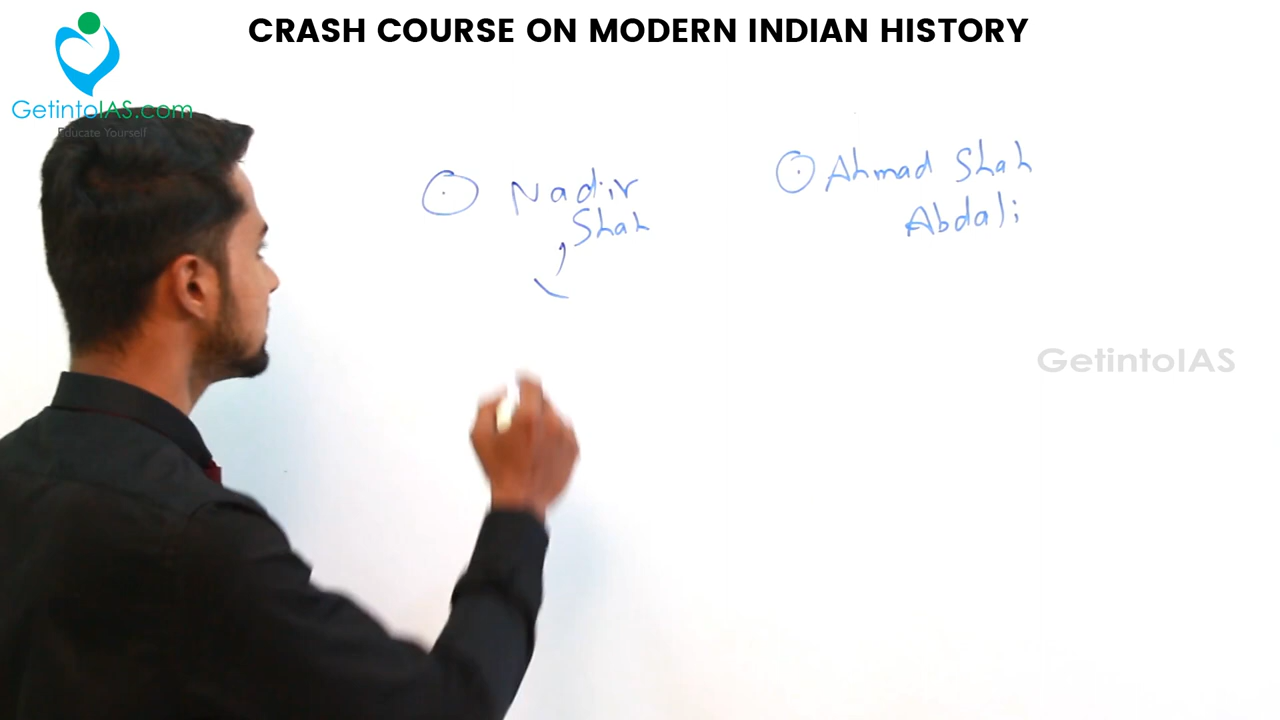 CRASH COURSE ON MODERN INDIAN HISTORY
GetintoIAS.com
Educate Yourself
Nadir
Shah
Ahmad Shah
Abdali
GetintoIAS